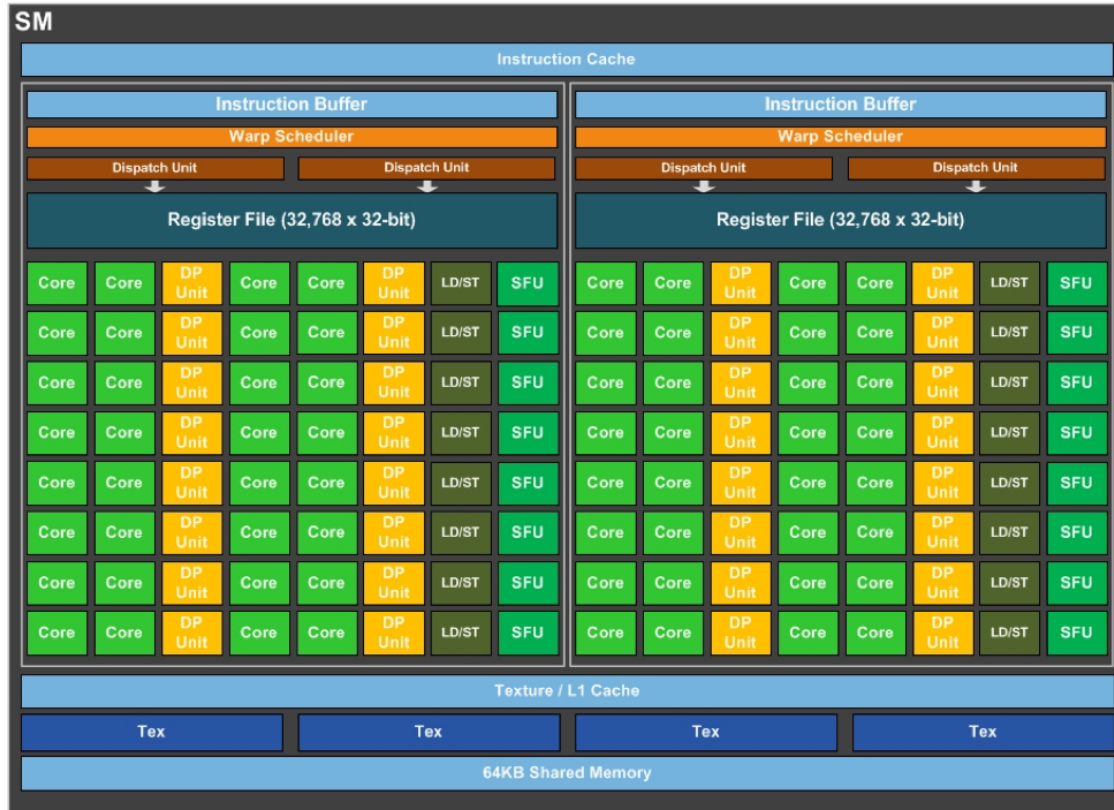 SM
Instruction Cache
Instruction Buffer Instruction Buffer
Warp Scheduler Warp Scheduler
Dispatch Unit Dispatch Unit Dispatch Unit Dispatch Unit
Register File (32,768 x 32-bit) Register File (32,768 x 32-bit)
Core Core DP Unit Core Core DP Unit LD/ST SFU Core Core DP Unit Core Core DP Unit LD/ST SFU
Core Core DP Unit Core Core DP Unit LD/ST SFU Core Core DP Unit Core Core DP Unit LD/ST SFU
Core Core DP Unit Core Core DP Unit LD/ST SFU Core Core DP Unit Core Core DP Unit LD/ST SFU
Core Core DP Unit Core Core DP Unit LD/ST SFU Core Core DP Unit Core Core DP Unit LD/ST SFU
Core Core DP Unit Core Core DP Unit LD/ST SFU Core Core DP Unit Core Core DP Unit LD/ST SFU
Core Core DP Unit Core Core DP Unit LD/ST SFU Core Core DP Unit Core Core DP Unit LD/ST SFU
Core Core DP Unit Core Core DP Unit LD/ST SFU Core Core DP Unit Core Core DP Unit LD/ST SFU
Core Core DP Unit Core Core DP Unit LD/ST SFU Core Core DP Unit Core Core DP Unit LD/ST SFU
Texture / L1 Cache
Tex Tex Tex Tex
64KB Shared Memory